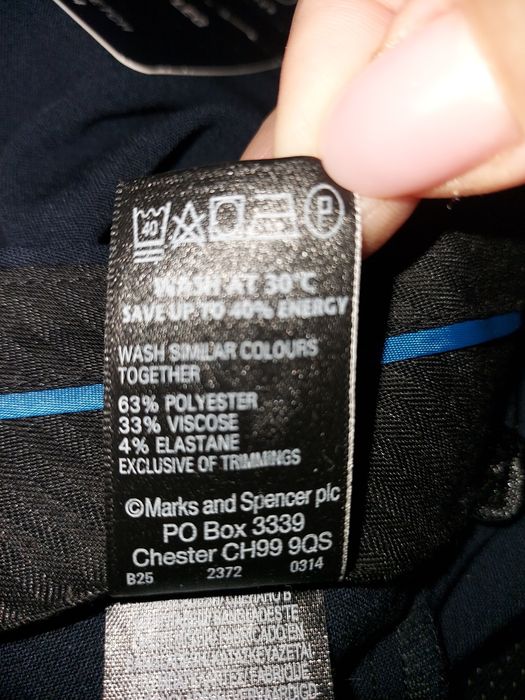 40 P
WASH AT 30°C
SAVE UP TO 40% ENERGY
WASH SIMILAR COLOURS
TOGETHER
63% POLYESTER
33% VISCOSE
4% ELASTANE
EXCLUSIVE OF TRIMMINGS
©Marks and Spencer plc
PO Box 3339
Chester CH99 9QS
B25 2372 0314